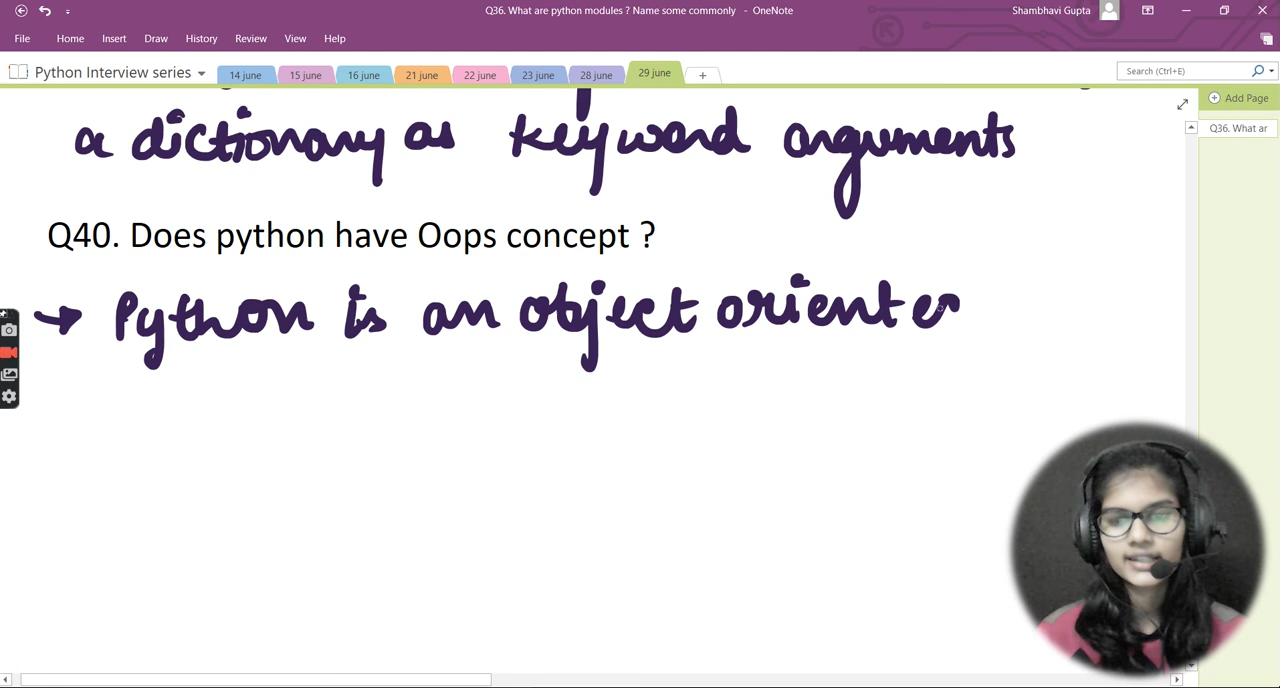 Q36. What are python modules ? Name some commonly - OneNote
Shambhavi Gupta
File Home Insert Draw History Review View Help
Python Interview series
14 june 15 june 16 june 21 june 22 june 23 june 28 june 29 june +
Search (Ctrl+E)
Add Page
Q36. What ar
a dictionary as keyword arguments
Q40. Does python have Oops concept ?
→ Python is an object oriente